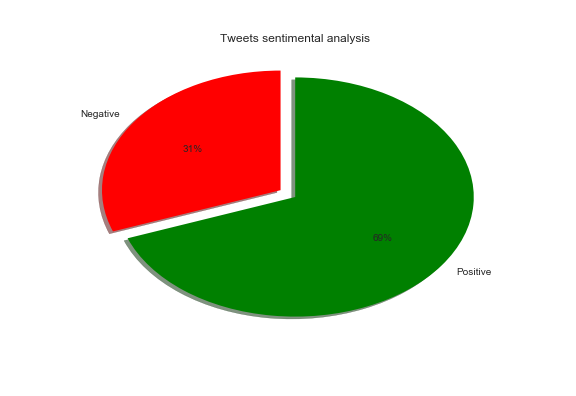 Tweets sentimental analysis
Negative
31%
69%
Positive